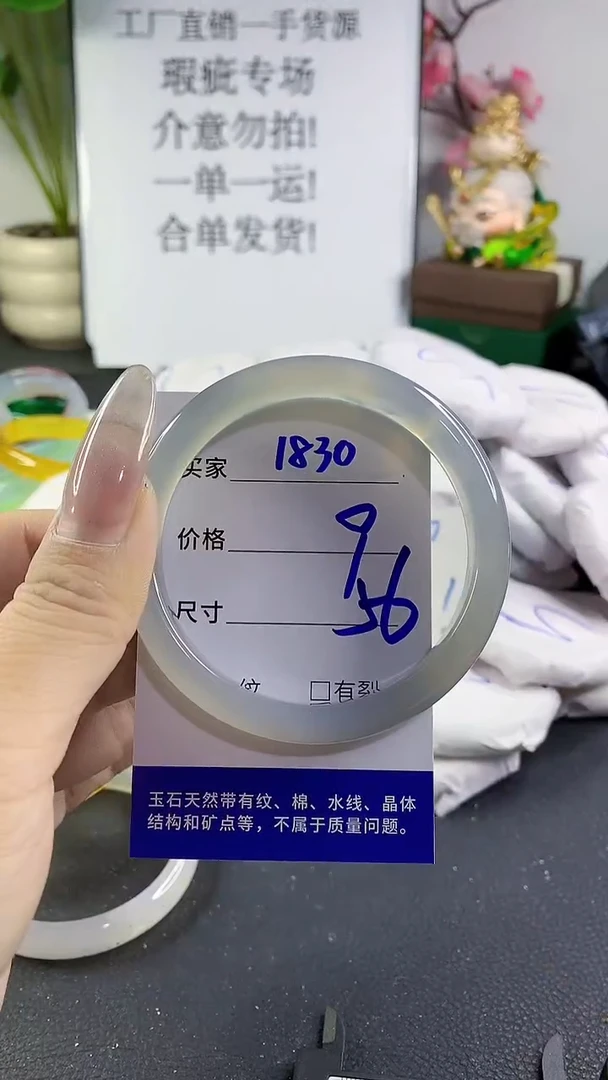 工厂直销一手货源
瑕疵专场
介意勿拍!
一单一运!
合单发货!
买家 1830
价格 9
尺寸 56
纹 □有裂
玉石天然带有纹、棉、水线、晶体
结构和矿点等，不属于质量问题。